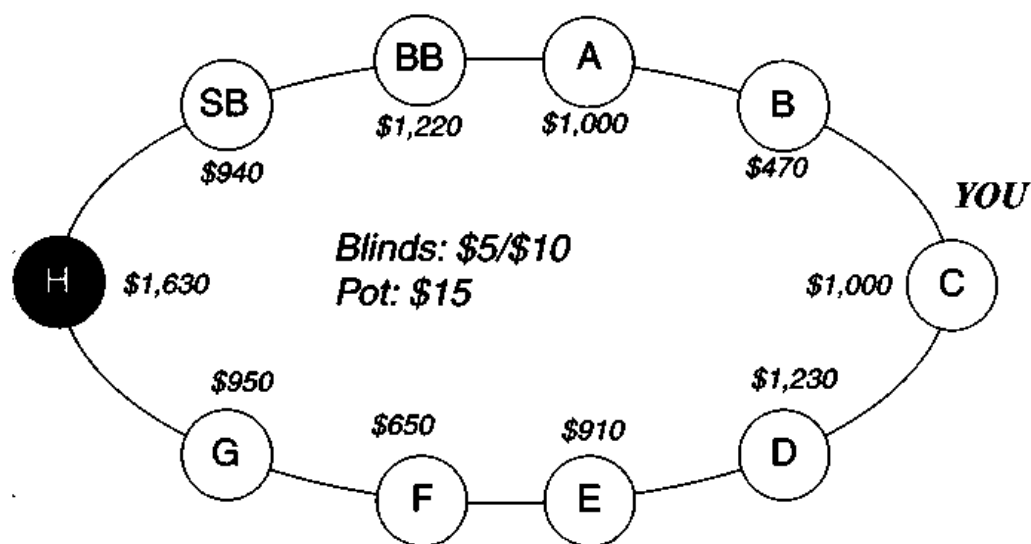 BB
A
SB
B
$1,220
$1,000
$940
$470
YOU
Blinds: $5/$10
Pot: $15
H
$1,630
$1,000
C
$950
$650
$910
$1,230
G
F
E
D